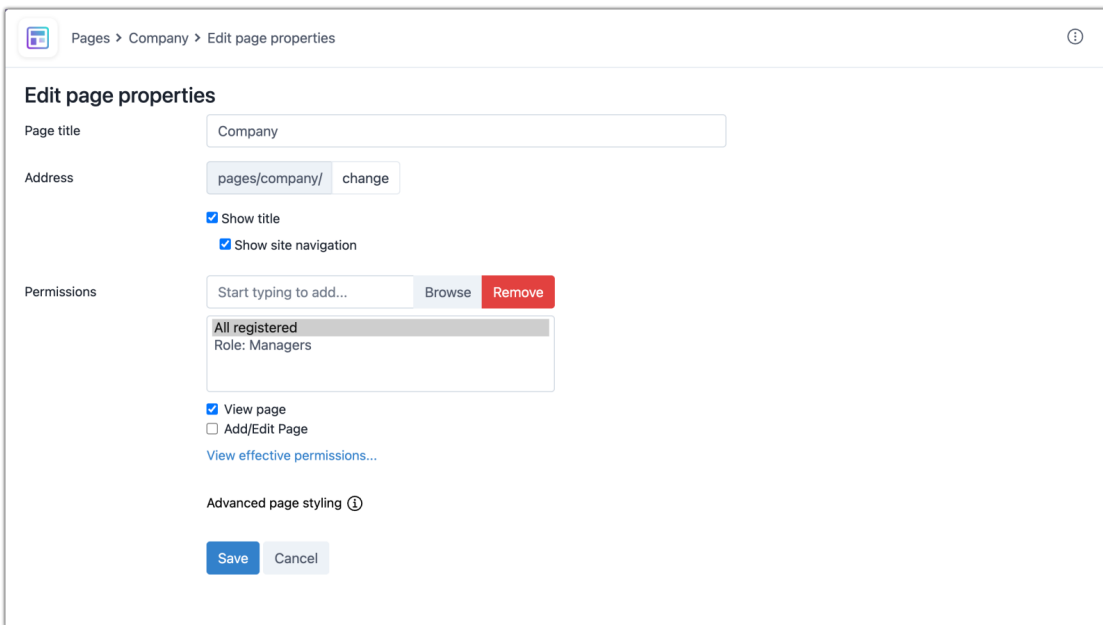 Pages > Company > Edit page properties
Edit page properties
Page title
Company
Address
pages/company/ change
Show title
Show site navigation
Permissions
Start typing to add... Browse Remove
All registered
Role: Managers
View page
Add/Edit Page
View effective permissions...
Advanced page styling
Save Cancel